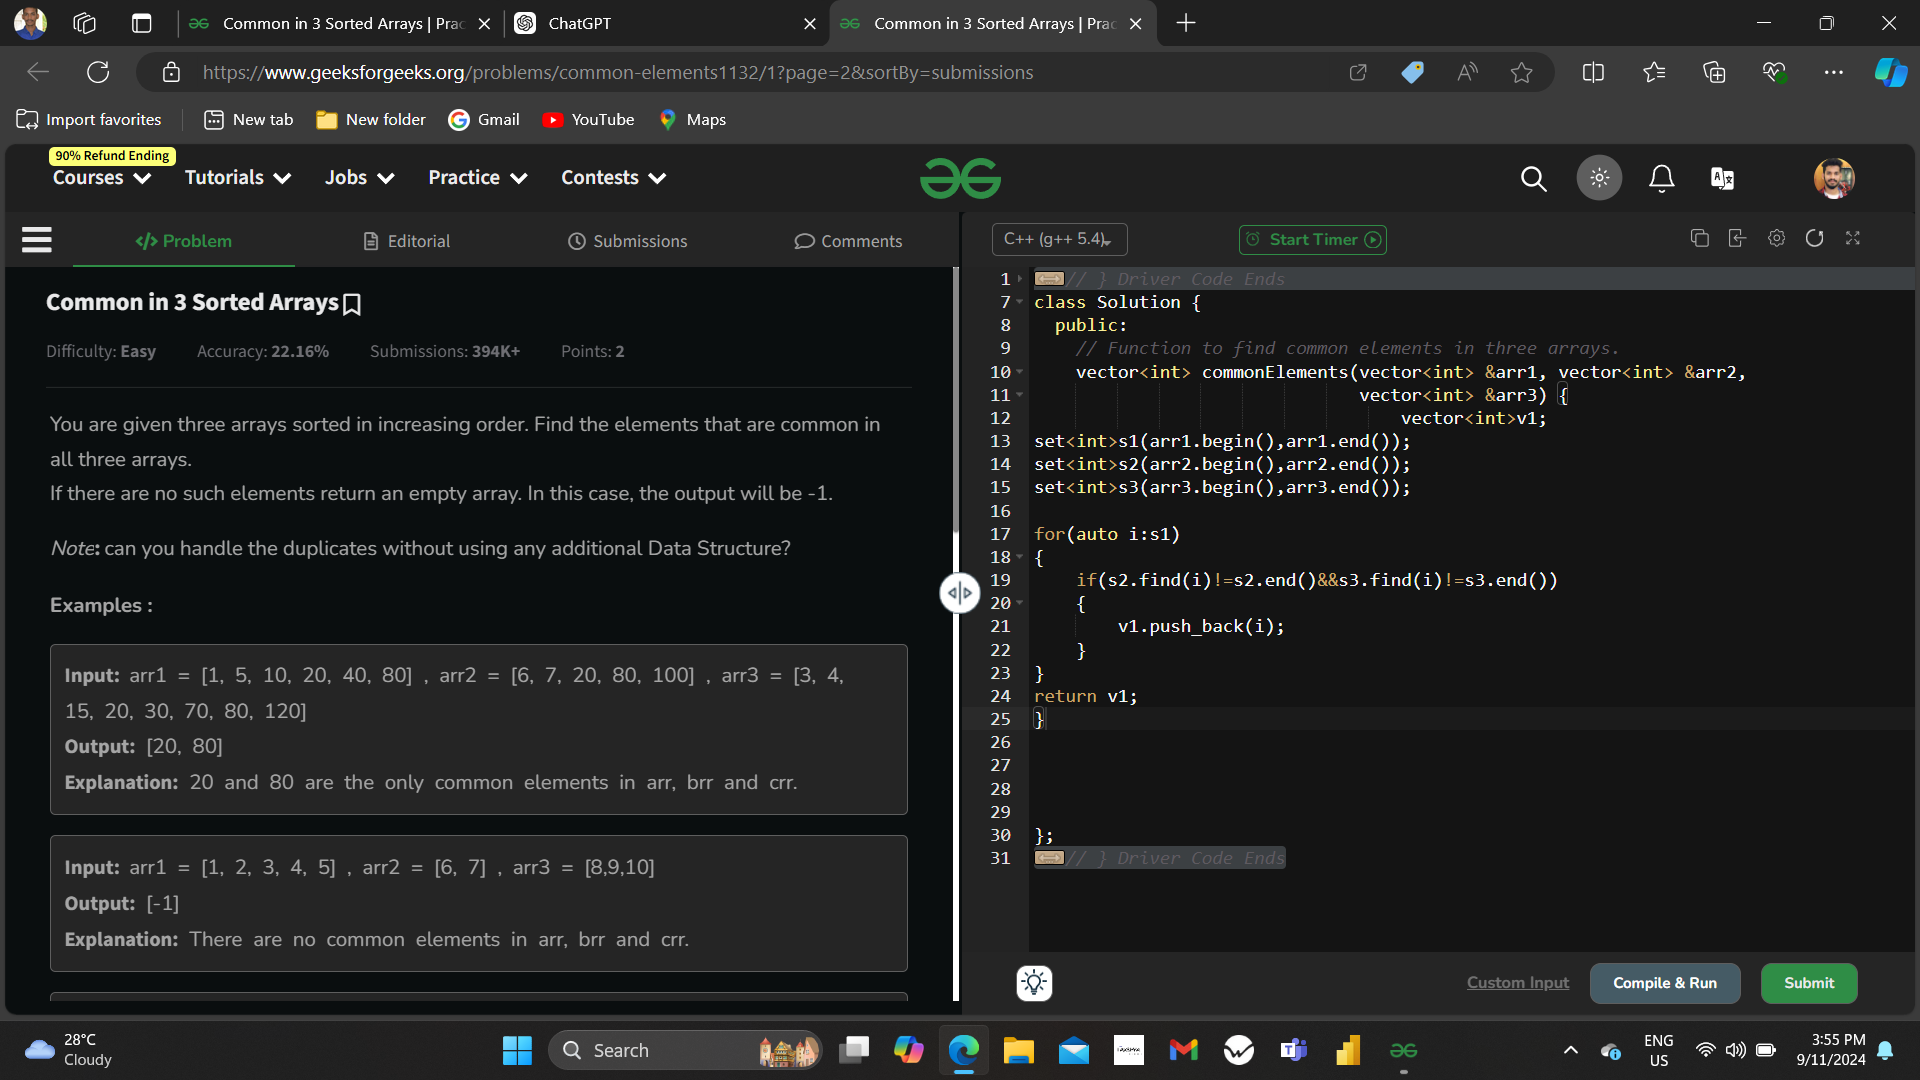 Common in 3 Sorted Arrays | Prac
ChatGPT
Common in 3 Sorted Arrays | Prac
https://www.geeksforgeeks.org/problems/common-elements1132/1?page=2&sortBy=submissions
Import favorites
New tab
New folder
Gmail
YouTube
Maps
90% Refund Ending
Courses
Tutorials
Jobs
Practice
Contests
Problem
Editorial
Submissions
Comments
C++ (g++ 5.4)
Start Timer
Common in 3 Sorted Arrays
Difficulty: Easy Accuracy: 22.16% Submissions: 394K+ Points: 2
You are given three arrays sorted in increasing order. Find the elements that are common in
all three arrays.
If there are no such elements return an empty array. In this case, the output will be -1.
Note: can you handle the duplicates without using any additional Data Structure?
Examples :
Input: arr1 = [1, 5, 10, 20, 40, 80] , arr2 = [6, 7, 20, 80, 100] , arr3 = [3, 4,
15, 20, 30, 70, 80, 120]
Output: [20, 80]
Explanation: 20 and 80 are the only common elements in arr, brr and crr.
Input: arr1 = [1, 2, 3, 4, 5] , arr2 = [6, 7] , arr3 = [8,9,10]
Output: [-1]
Explanation: There are no common elements in arr, brr and crr.
1 // } Driver Code Ends
7 class Solution {
8 public:
9 // Function to find common elements in three arrays.
10 vector<int> commonElements(vector<int> &arr1, vector<int> &arr2,
11 vector<int> &arr3) {
12 vector<int>v1;
13 set<int>s1(arr1.begin(),arr1.end());
14 set<int>s2(arr2.begin(),arr2.end());
15 set<int>s3(arr3.begin(),arr3.end());
16
17 for(auto i:s1)
18 {
19 if(s2.find(i)!=s2.end()&&s3.find(i)!=s3.end())
20 {
21 v1.push_back(i);
22 }
23 }
24 return v1;
25 }
26
27
28
29
30 };
31 // } Driver Code Ends
Custom Input
Compile & Run
Submit
28°C
Cloudy
Search
ENG
US
3:55 PM
9/11/2024